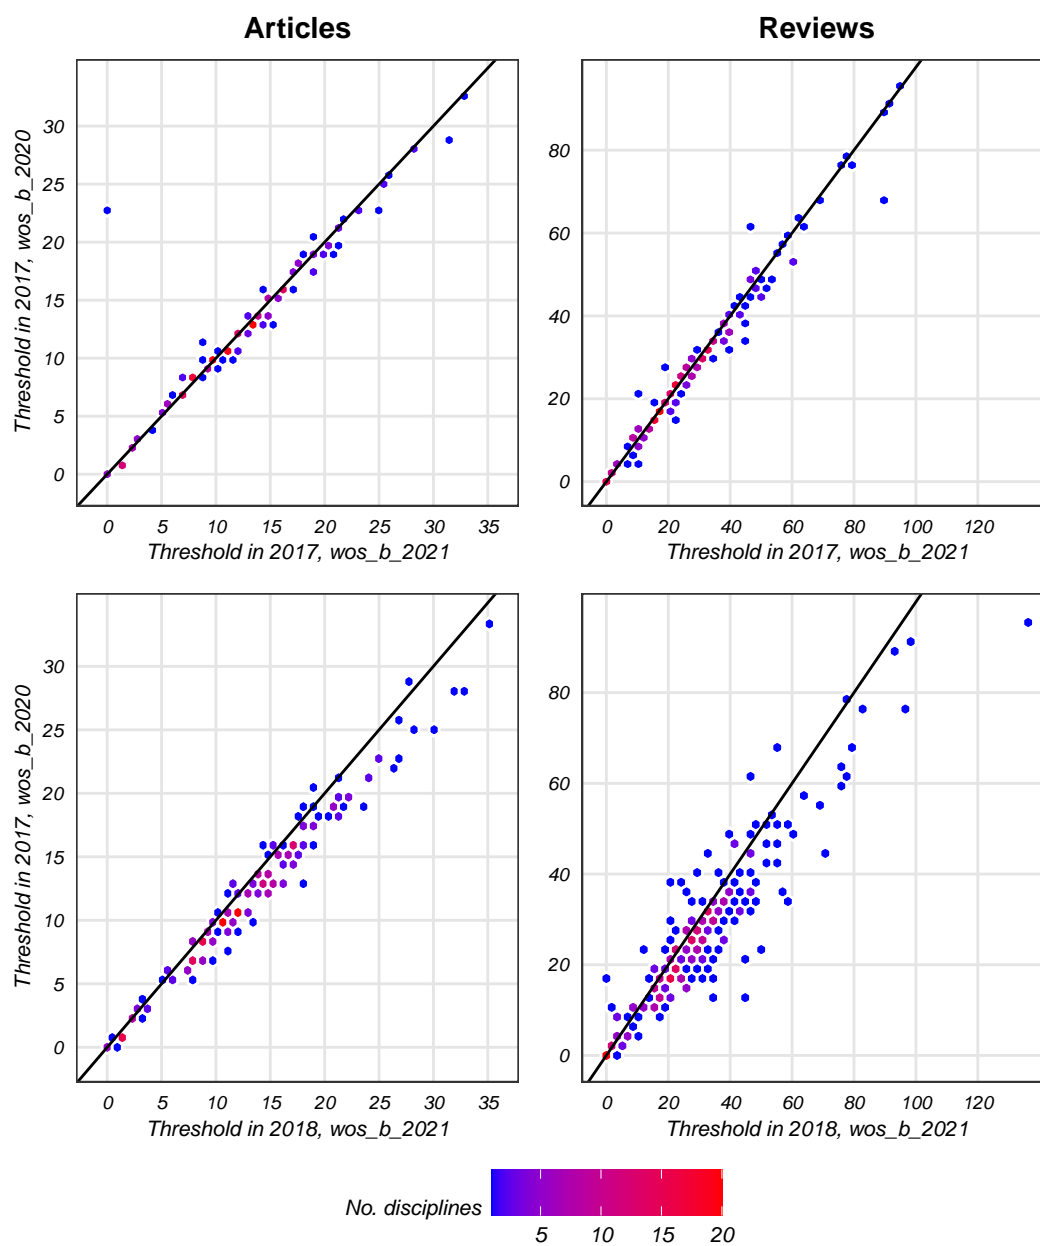 Articles
Reviews
Threshold in 2017, wos_b_2020
30
25
20
15
10
5
0
0 5 10 15 20 25 30 35
Threshold in 2017, wos_b_2021
80
60
40
20
0
0 20 40 60 80 100 120
Threshold in 2017, wos_b_2021
Threshold in 2017, wos_b_2020
30
25
20
15
10
5
0
0 5 10 15 20 25 30 35
Threshold in 2018, wos_b_2021
80
60
40
20
0
0 20 40 60 80 100 120
Threshold in 2018, wos_b_2021
No. disciplines
5 10 15 20